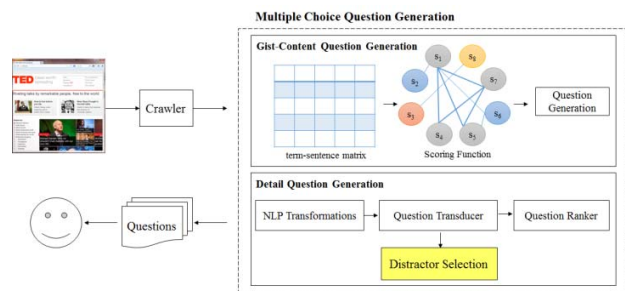 Multiple Choice Question Generation
Gist-Content Question Generation
TED
Crawler
S1
S8
S2
S7
S3
S6
S4
S5
Question
Generation
term-sentence matrix
Scoring Function
Detail Question Generation
NLP Transformations
Question Transducer
Question Ranker
Distractor Selection
Questions